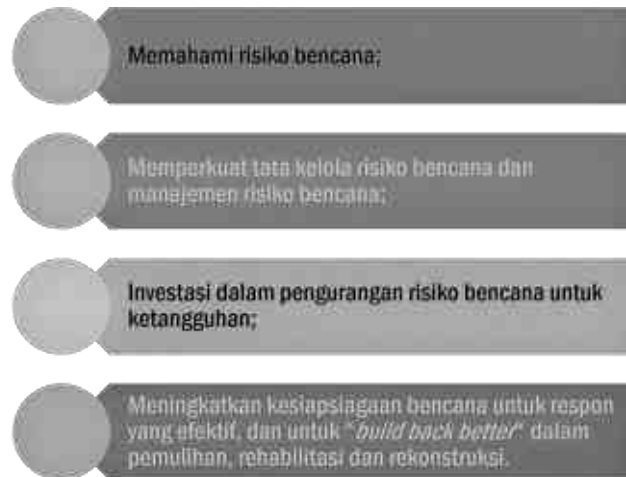 Memahami risiko bencana;
Memperkuat tata kelola risiko bencana dan
manajemen risiko bencana;
Investasi dalam pengurangan risiko bencana untuk
ketangguhan;
Meningkatkan kesiapsiagaan bencana untuk respon
yang efektif, dan untuk "build back better" dalam
pemulihan, rehabilitasi dan rekonstruksi.